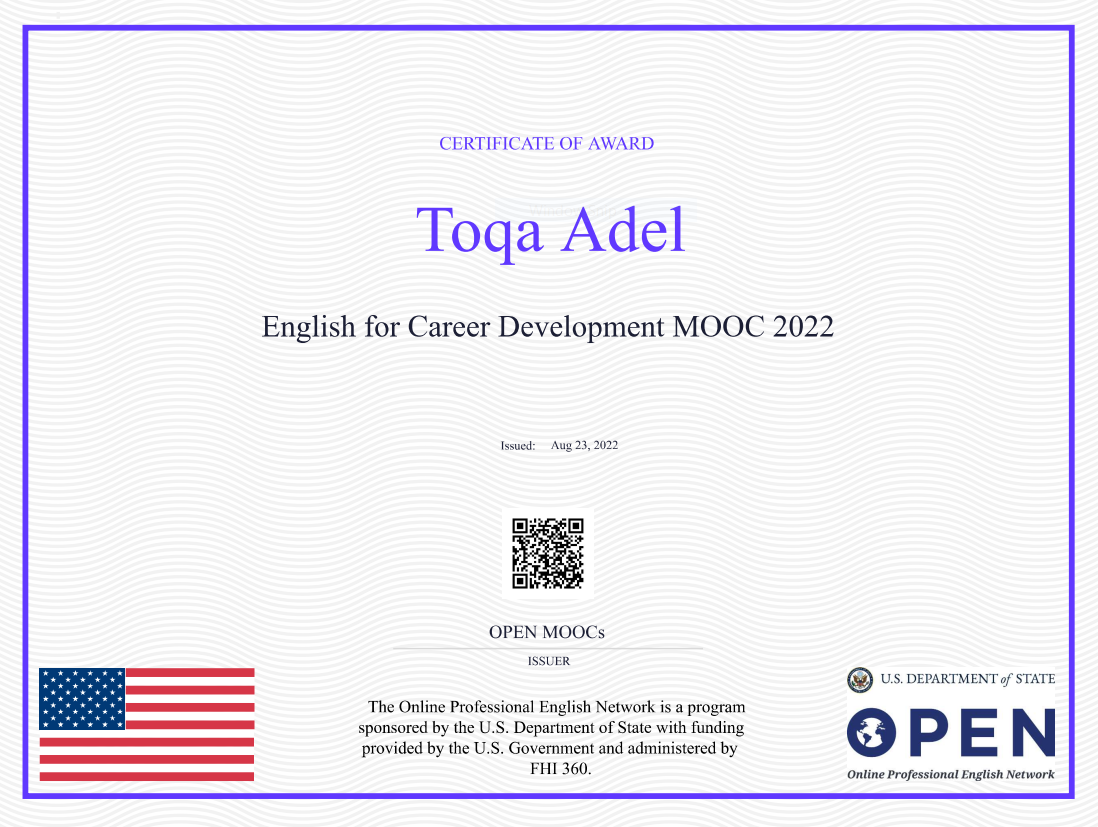 CERTIFICATE OF AWARD
Toqa Adel
English for Career Development MOOC 2022
Issued: Aug 23, 2022
OPEN MOOCs
ISSUER
The Online Professional English Network is a program
sponsored by the U.S. Department of State with funding
provided by the U.S. Government and administered by
FHI 360.
U.S. DEPARTMENT of STATE
OPEN
Online Professional English Network